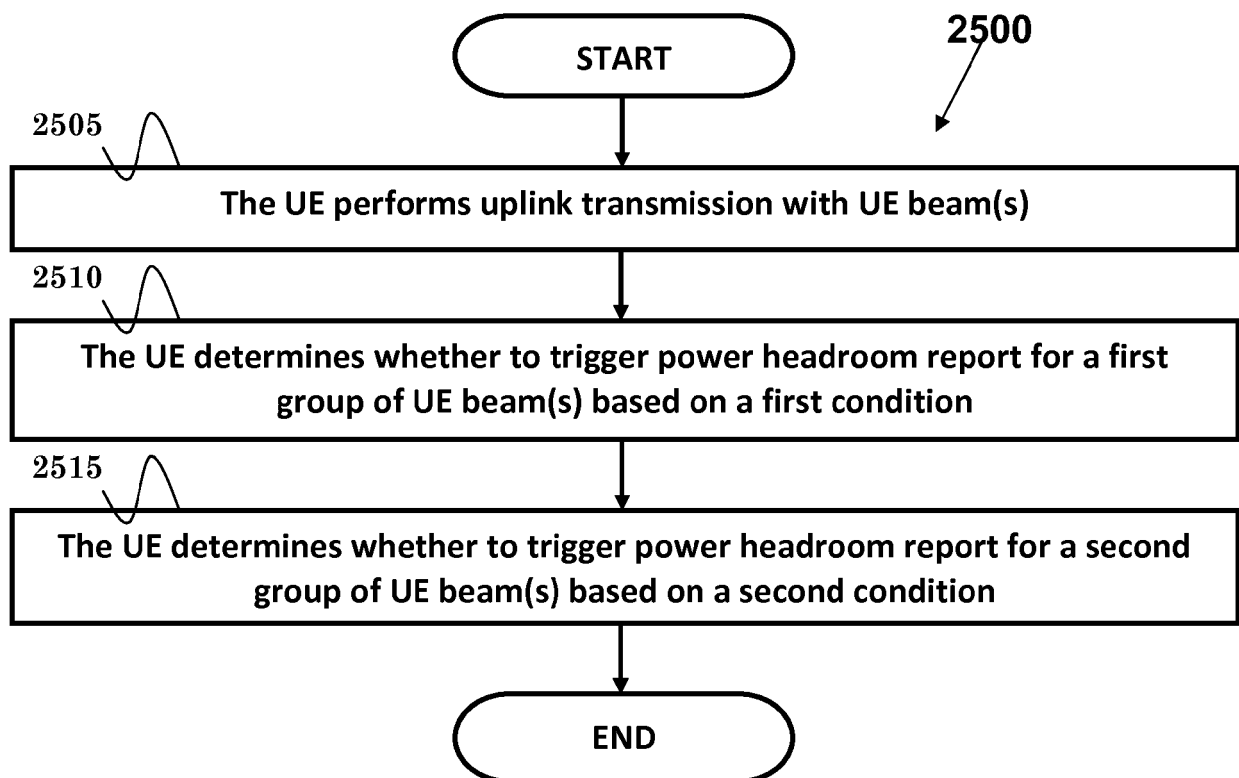 START
2500
2505
The UE performs uplink transmission with UE beam(s)
2510
The UE determines whether to trigger power headroom report for a first
group of UE beam(s) based on a first condition
2515
The UE determines whether to trigger power headroom report for a second
group of UE beam(s) based on a second condition
END